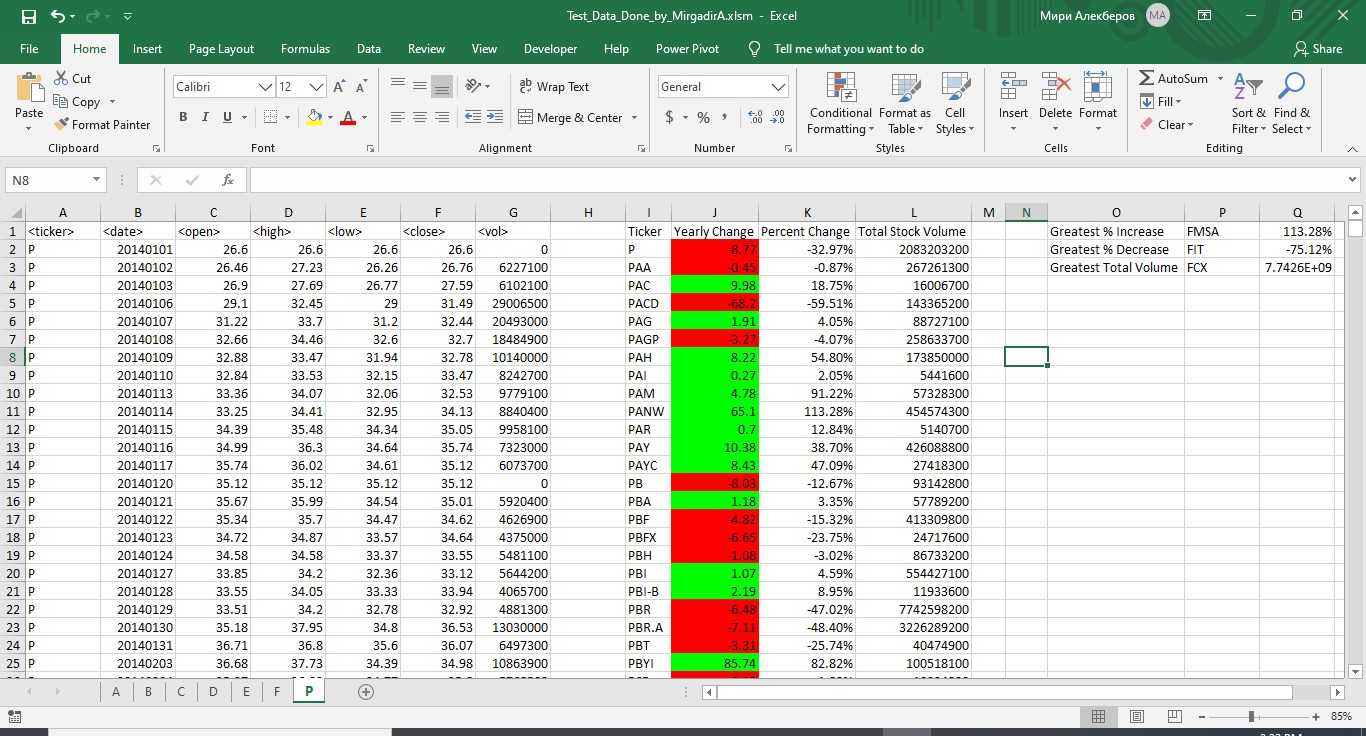 Test_Data_Done_by_MirgadirA.xlsm - Excel
Мири Алекберов MA
File Home Insert Page Layout Formulas Data Review View Developer Help Power Pivot Tell me what you want to do Share
Paste Cut Copy Format Painter
Calibri 12
B I U A A A
ab Wrap Text
Merge & Center
General
$ % ,
Conditional Formatting Format as Table Cell Styles
Insert Delete Format
AutoSum Fill Clear
Sort & Filter Find & Select
Clipboard Font Alignment Number Styles Cells Editing
N8 fx
A B C D E F G H I J K L M N O P Q
1 <ticker> <date> <open> <high> <low> <close> <vol> Ticker Yearly Change Percent Change Total Stock Volume Greatest % Increase FMSA 113.28%
2 P 20140101 26.6 26.6 26.6 26.6 0 P -8.77 -32.97% 2083203200 Greatest % Decrease FIT -75.12%
3 P 20140102 26.46 27.23 26.26 26.76 6227100 PAA -0.45 -0.87% 267261300 Greatest Total Volume FCX 7.7426E+09
4 P 20140103 26.9 27.69 26.77 27.59 6102100 PAC 9.98 18.75% 16006700
5 P 20140106 29.1 32.45 29 31.49 29006500 PACD -68.2 -59.51% 143365200
6 P 20140107 31.22 33.7 31.2 32.44 20493000 PAG 1.91 4.05% 88727100
7 P 20140108 32.66 34.46 32.6 32.7 18484900 PAGP -3.27 -4.07% 258633700
8 P 20140109 32.88 33.47 31.94 32.78 10140000 PAH 8.22 54.80% 173850000
9 P 20140110 32.84 33.53 32.15 33.47 8242700 PAI 0.27 2.05% 5441600
10 P 20140113 33.36 34.07 32.06 32.53 9779100 PAM 4.78 91.22% 57328300
11 P 20140114 33.25 34.41 32.95 34.13 8840400 PANW 65.1 113.28% 454574300
12 P 20140115 34.39 35.48 34.34 35.05 9958100 PAR 0.7 12.84% 5140700
13 P 20140116 34.99 36.3 34.64 35.74 7323000 PAY 10.38 38.70% 426088800
14 P 20140117 35.74 36.02 34.61 35.12 6073700 PAYC 8.43 47.09% 27418300
15 P 20140120 35.12 35.12 35.12 35.12 0 PB -8.03 -12.67% 93142800
16 P 20140121 35.67 35.99 34.54 35.01 5920400 PBA 1.18 3.35% 57789200
17 P 20140122 35.34 35.7 34.47 34.62 4626900 PBF -4.82 -15.32% 413309800
18 P 20140123 34.72 34.87 33.57 34.64 4375000 PBFX -6.65 -23.75% 24717600
19 P 20140124 34.58 34.58 33.37 33.55 5481100 PBH -1.08 -3.02% 86733200
20 P 20140127 33.85 34.2 32.36 33.12 5644200 PBI 1.07 4.59% 554427100
21 P 20140128 33.55 34.05 33.33 33.94 4065700 PBI-B 2.19 8.95% 11933600
22 P 20140129 33.51 34.2 32.78 32.92 4881300 PBR -6.48 -47.02% 7742598200
23 P 20140130 35.18 37.95 34.8 36.53 13030000 PBR.A -7.11 -48.40% 3226289200
24 P 20140131 36.71 36.8 35.6 36.07 6497300 PBT -3.31 -25.74% 40474900
25 P 20140203 36.68 37.73 34.39 34.98 10863900 PBYI 85.74 82.82% 100518100
A B C D E F P
85%